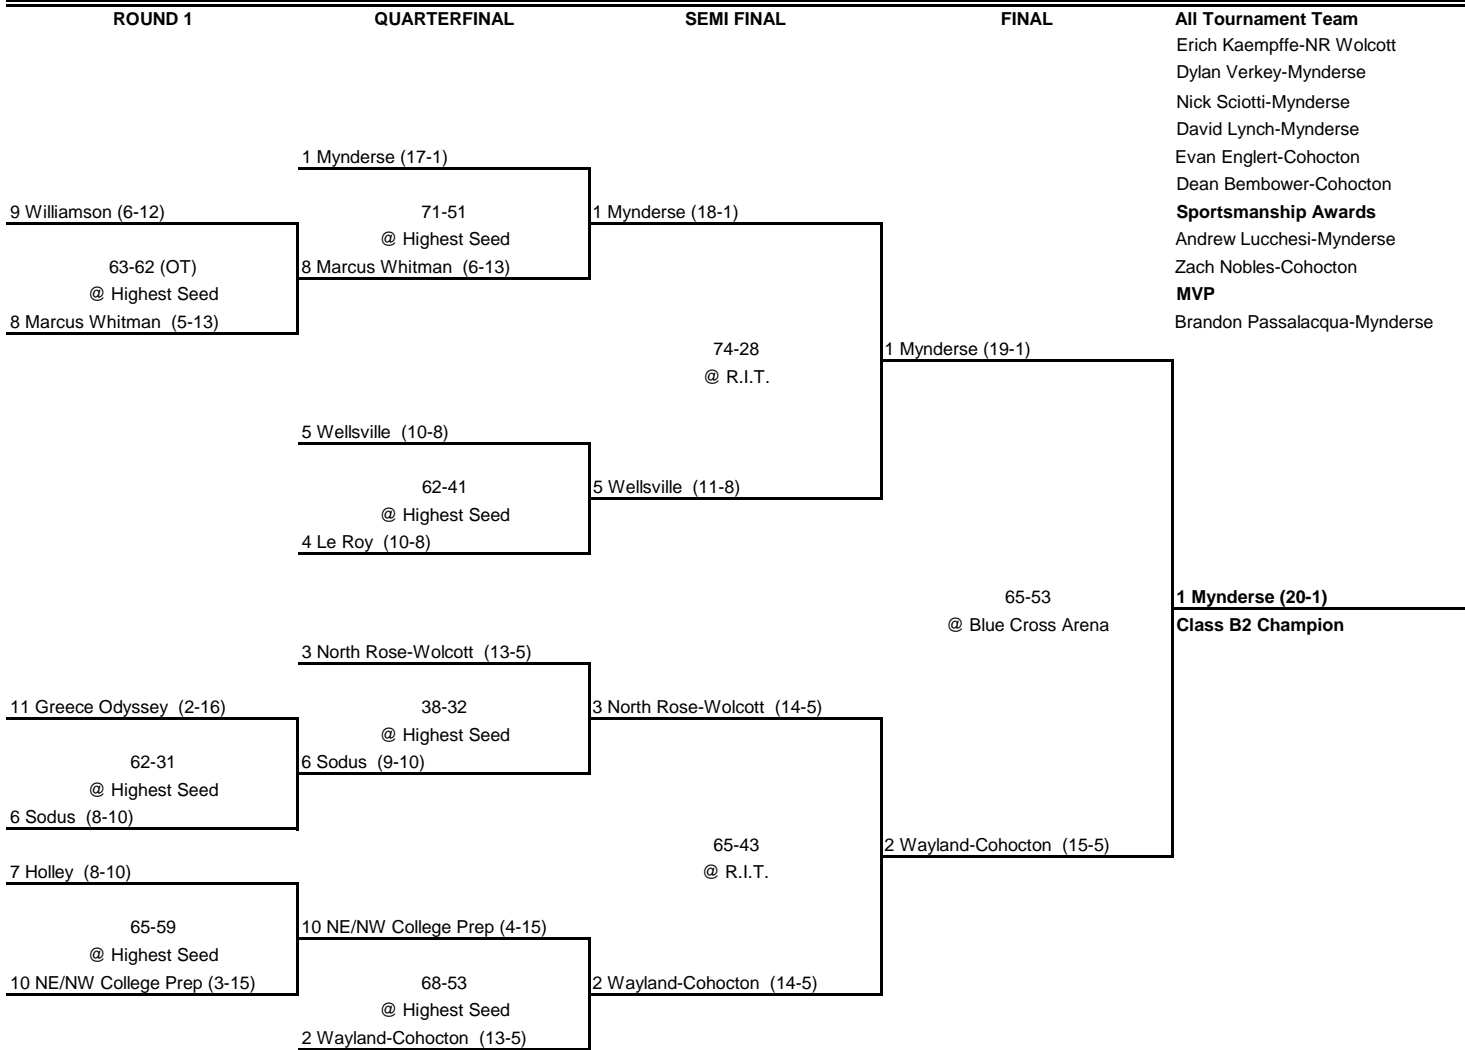 ROUND 1 QUARTERFINAL SEMI FINAL FINAL All Tournament Team
Erich Kaempffe-NR Wolcott
Dylan Verkey-Mynderse
Nick Sciotti-Mynderse
David Lynch-Mynderse
1 Mynderse (17-1) Evan Englert-Cohocton
Dean Bembower-Cohocton
9 Williamson (6-12) 71-51 1 Mynderse (18-1) Sportsmanship Awards
@ Highest Seed Andrew Lucchesi-Mynderse
63-62 (OT) 8 Marcus Whitman (6-13) Zach Nobles-Cohocton
@ Highest Seed MVP
8 Marcus Whitman (5-13) Brandon Passalacqua-Mynderse
74-28 1 Mynderse (19-1)
@ R.I.T.
5 Wellsville (10-8)
62-41 5 Wellsville (11-8)
@ Highest Seed
4 Le Roy (10-8)
65-53 1 Mynderse (20-1)
@ Blue Cross Arena Class B2 Champion
3 North Rose-Wolcott (13-5)
11 Greece Odyssey (2-16) 38-32 3 North Rose-Wolcott (14-5)
@ Highest Seed
62-31 6 Sodus (9-10)
@ Highest Seed
6 Sodus (8-10)
65-43 2 Wayland-Cohocton (15-5)
7 Holley (8-10) @ R.I.T.
65-59 10 NE/NW College Prep (4-15)
@ Highest Seed
10 NE/NW College Prep (3-15) 68-53 2 Wayland-Cohocton (14-5)
@ Highest Seed
2 Wayland-Cohocton (13-5)